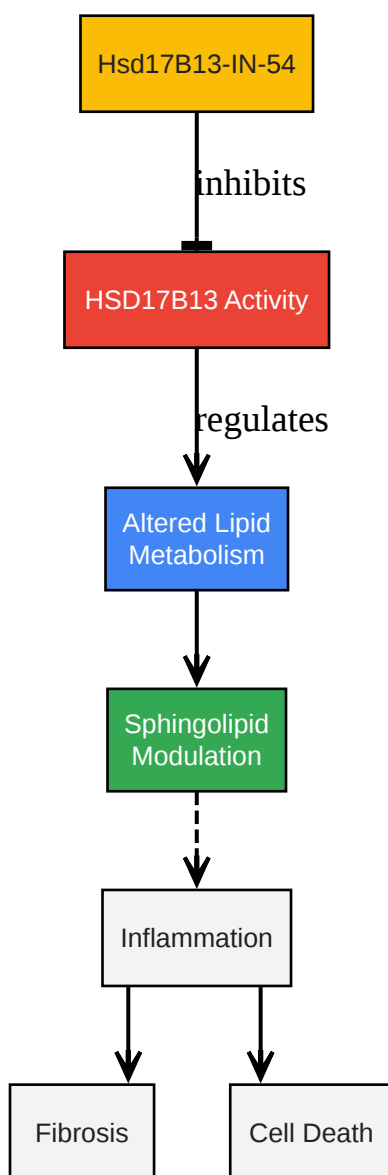 Hsd17B13-IN-54
inhibits
HSD17B13 Activity
regulates
Altered Lipid
Metabolism
Sphingolipid
Modulation
Inflammation
Fibrosis
Cell Death